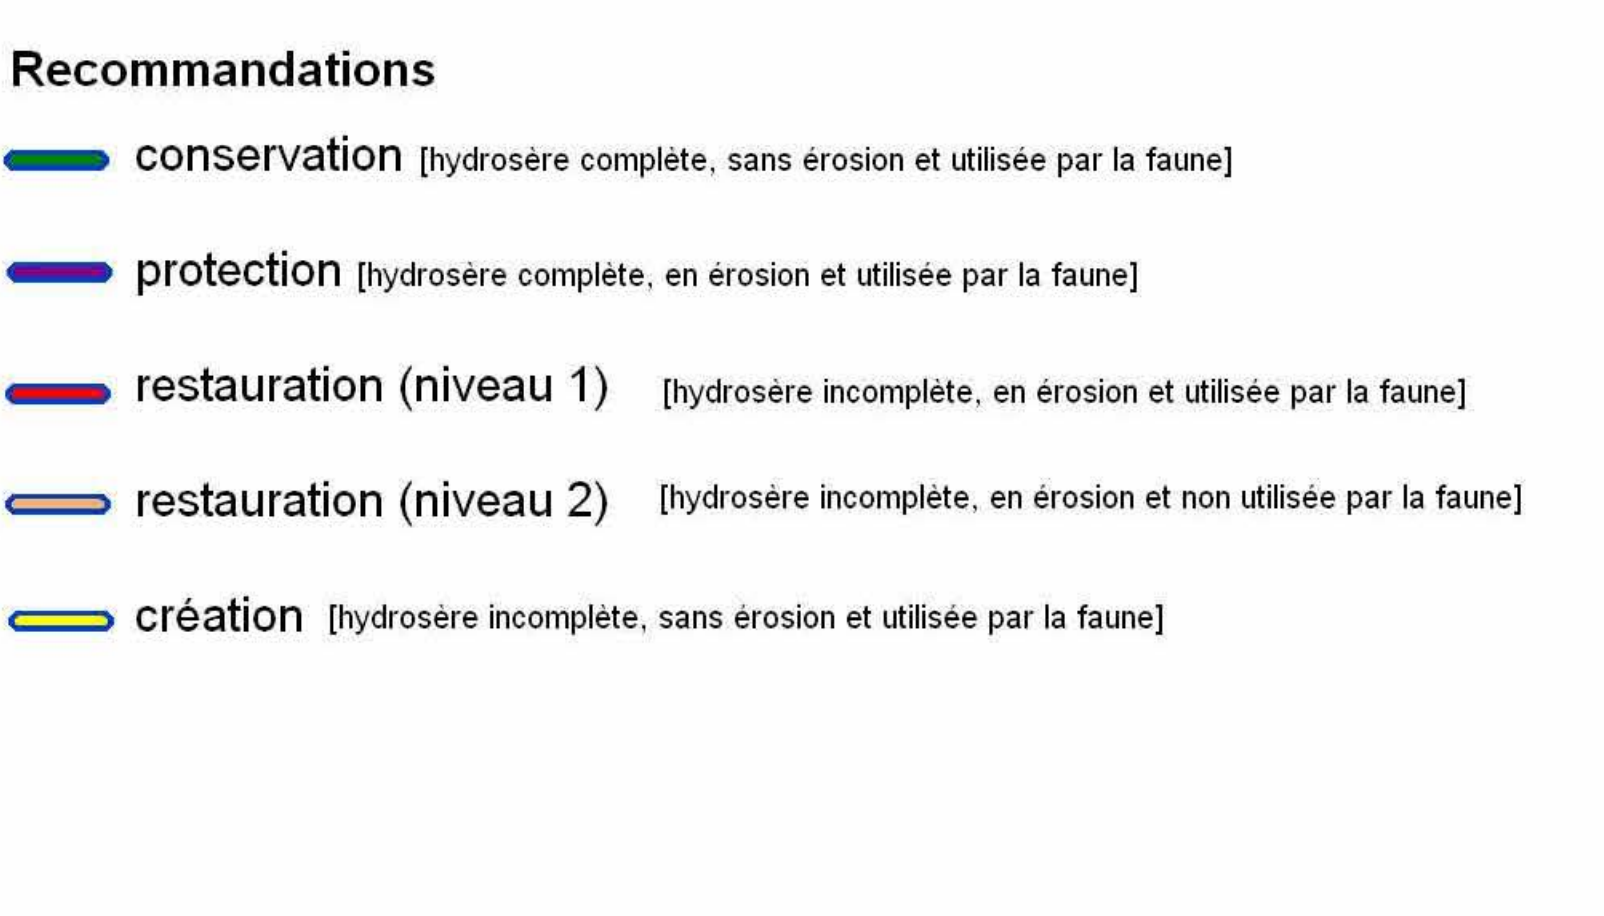 Recommandations
conservation [hydrosère complète, sans érosion et utilisée par la faune]
protection [hydrosère complète, en érosion et utilisée par la faune]
restauration (niveau 1) [hydrosère incomplète, en érosion et utilisée par la faune]
restauration (niveau 2) [hydrosère incomplète, en érosion et non utilisée par la faune]
création [hydrosère incomplète, sans érosion et utilisée par la faune]